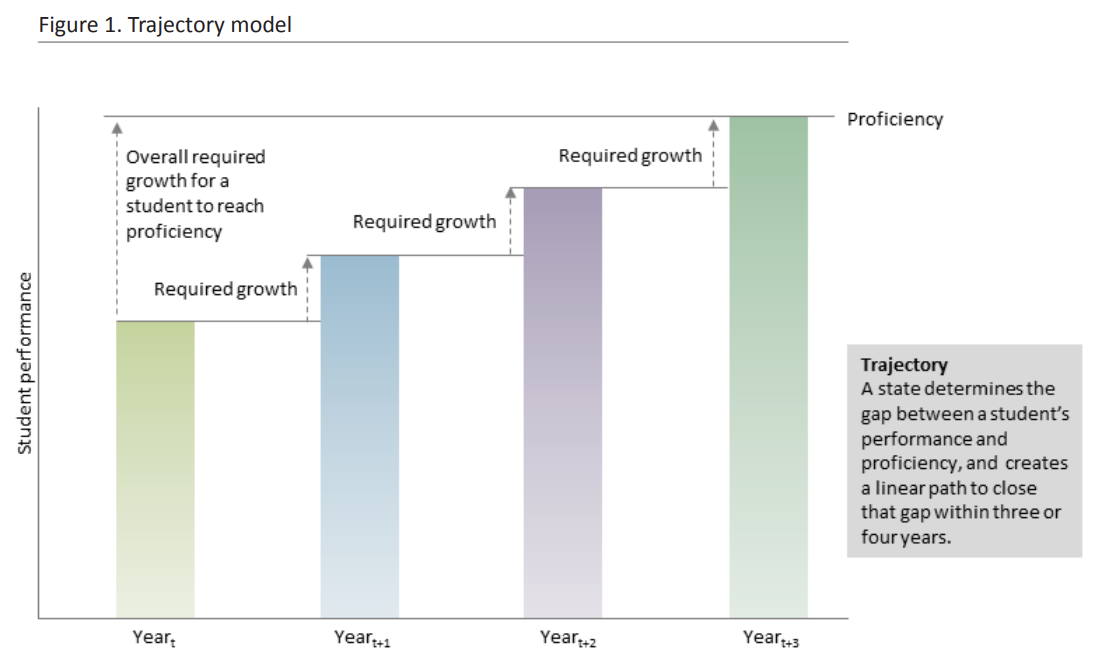 Figure 1. Trajectory model
Proficiency
Overall required
growth for a
student to reach
proficiency
Required growth
Required growth
Required growth
Student performance
Trajectory
A state determines the
gap between a student’s
performance and
proficiency, and creates
a linear path to close
that gap within three or
four years.
Yeart
Yeart+1
Yeart+2
Yeart+3